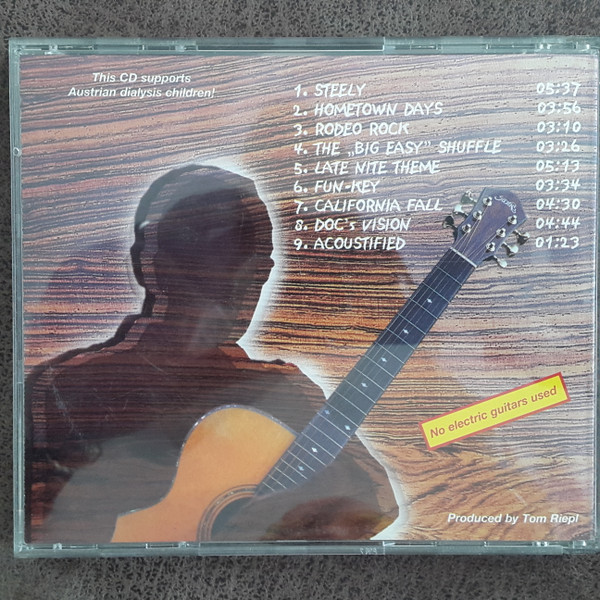 This CD supports
Austrian dialysis children!
1. STEELY 05:37
2. HOMETOWN DAYS 03:56
3. RODEO ROCK 03:10
4. THE „BIG EASY” SHUFFLE 03:26
5. LATE NITE THEME 05:13
6. FUN-KEY 03:34
7. CALIFORNIA FALL 04:30
8. DOC's VISION 04:44
9. ACOUSTIFIED 01:23
No electric guitars used
Produced by Tom Riepl